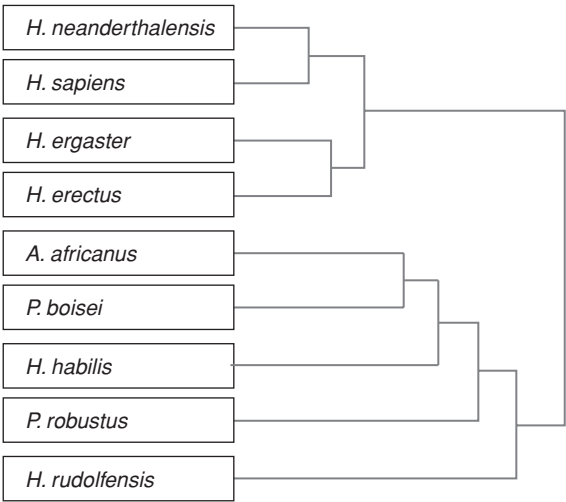 H. neanderthalensis
H. sapiens
H. ergaster
H. erectus
A. africanus
P. boisei
H. habilis
P. robustus
H. rudolfensis